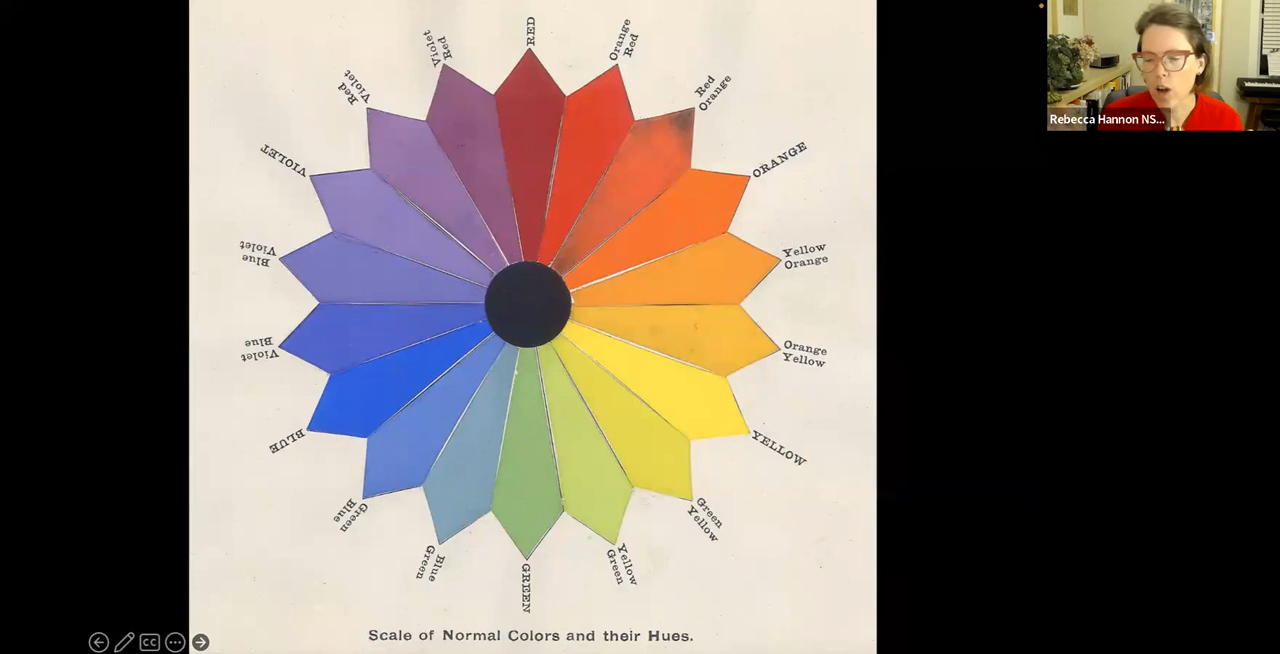 RED
Orange
Red
Red
Orange
ORANGE
Yellow
Orange
Orange
Yellow
YELLOW
Green
Yellow
Yellow
Green
GREEN
Blue
Green
Green
Blue
BLUE
Violet
Blue
Blue
Violet
VIOLET
Red
Violet
Violet
Red
Scale of Normal Colors and their Hues.
CC
Rebecca Hannon NS...